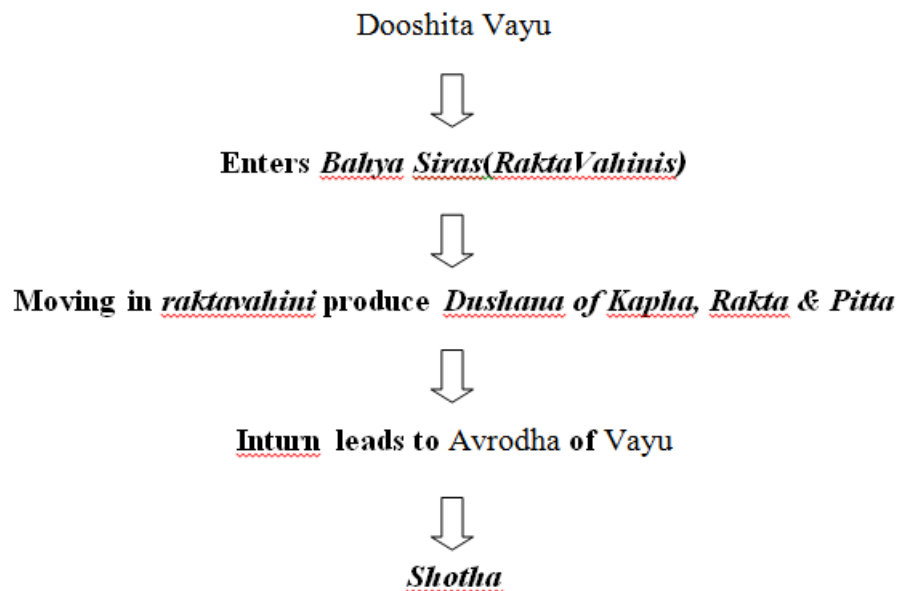 Dooshita Vayu
Enters Bahya Siras(RaktaVahinis)
Moving in raktavahini produce Dushana of Kapha, Rakta & Pitta
Inturn leads to Avrodha of Vayu
Shotha